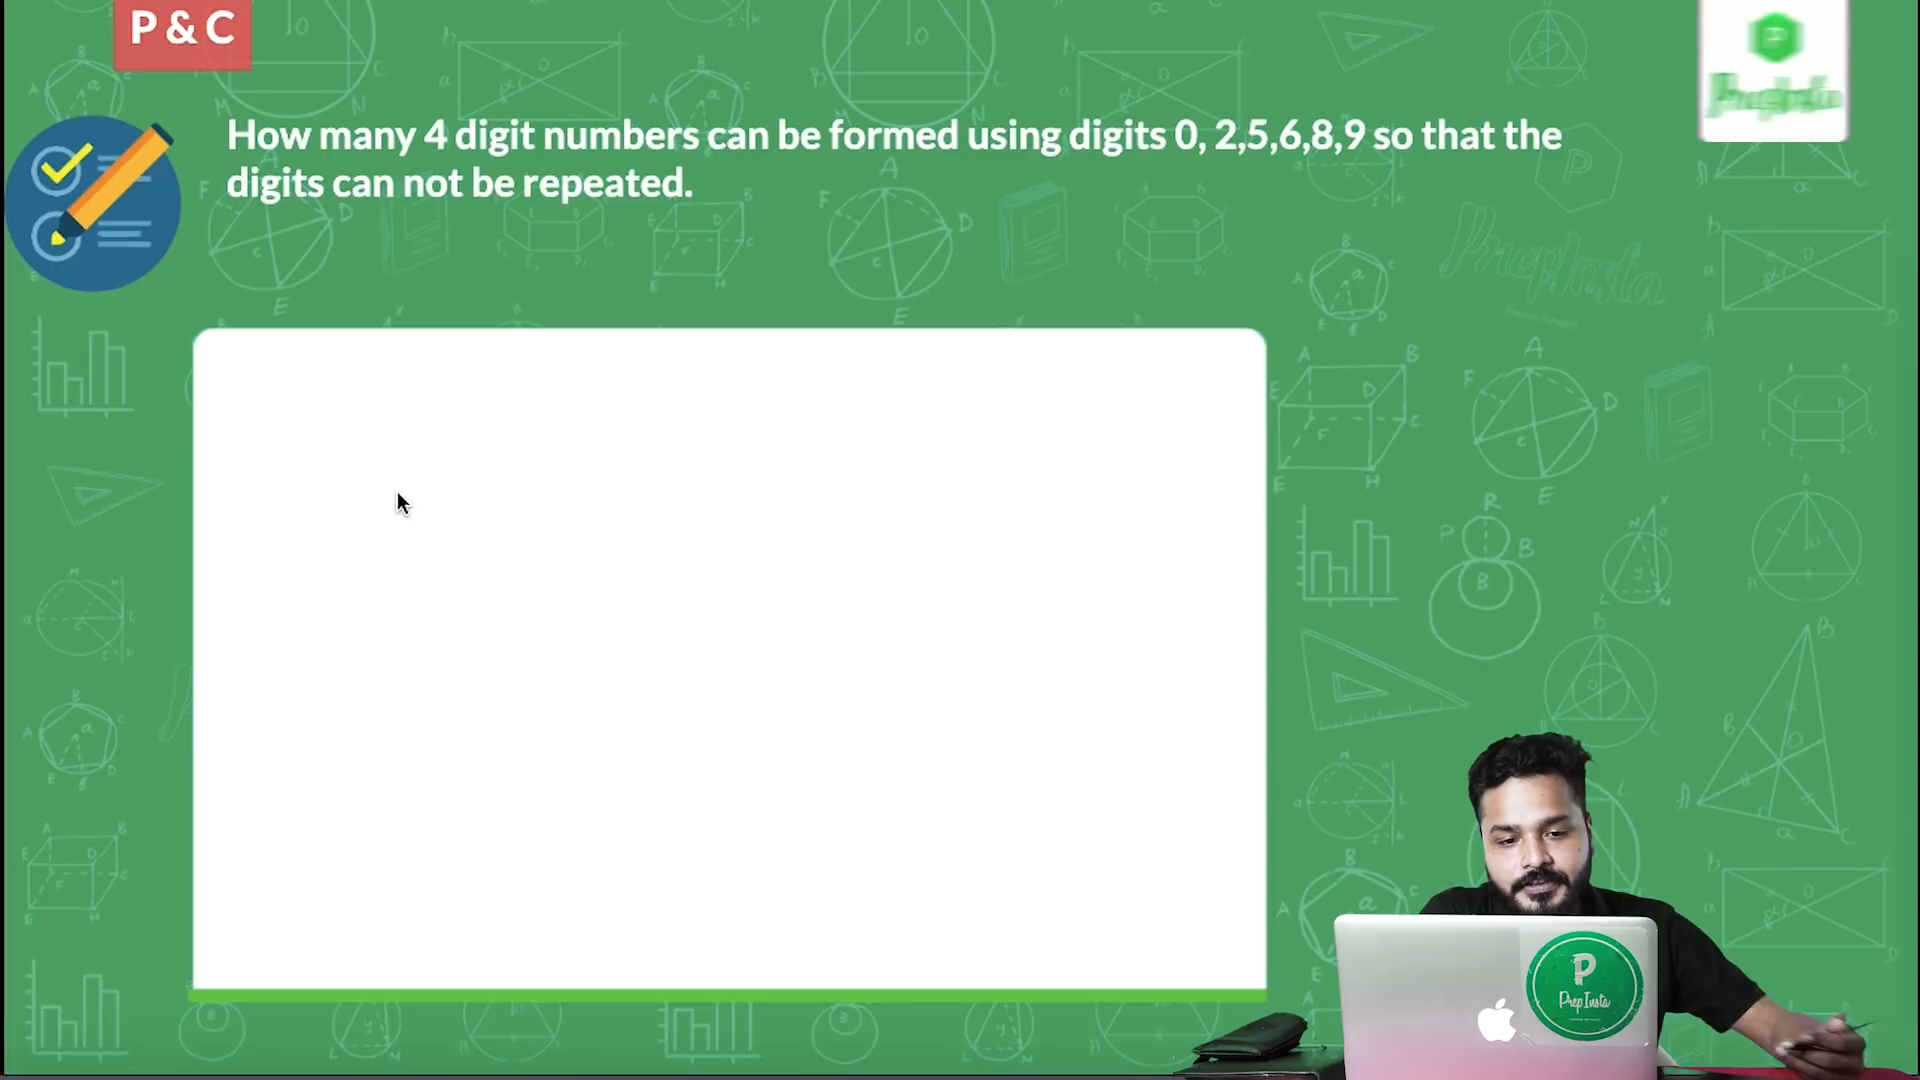 P & C
How many 4 digit numbers can be formed using digits 0, 2,5,6,8,9 so that the
digits can not be repeated.
PrepInsta
P
PrepInsta